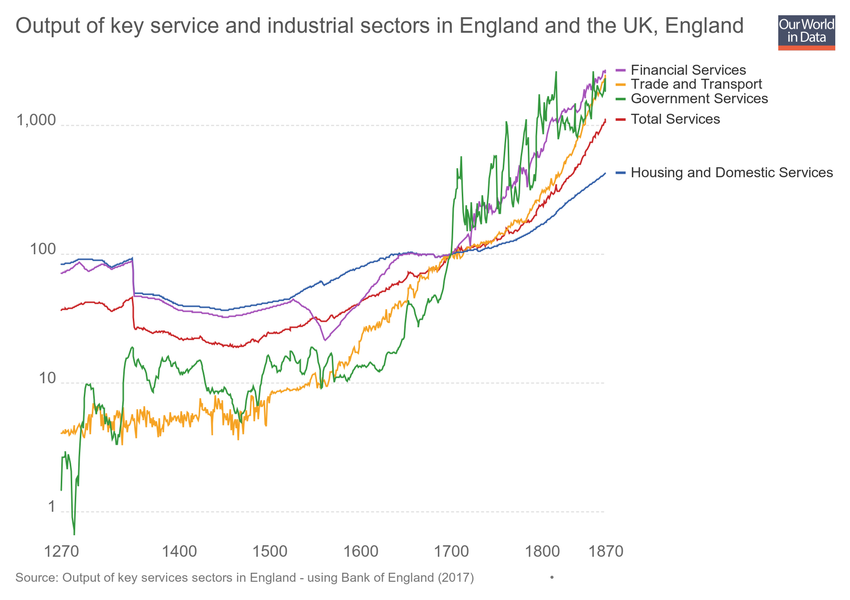 Output of key service and industrial sectors in England and the UK, England
Our World
in Data
Financial Services
Trade and Transport
Government Services
Total Services
Housing and Domestic Services
1,000
100
10
1
1270
1400
1500
1600
1700
1800
1870
Source: Output of key services sectors in England - using Bank of England (2017)
•